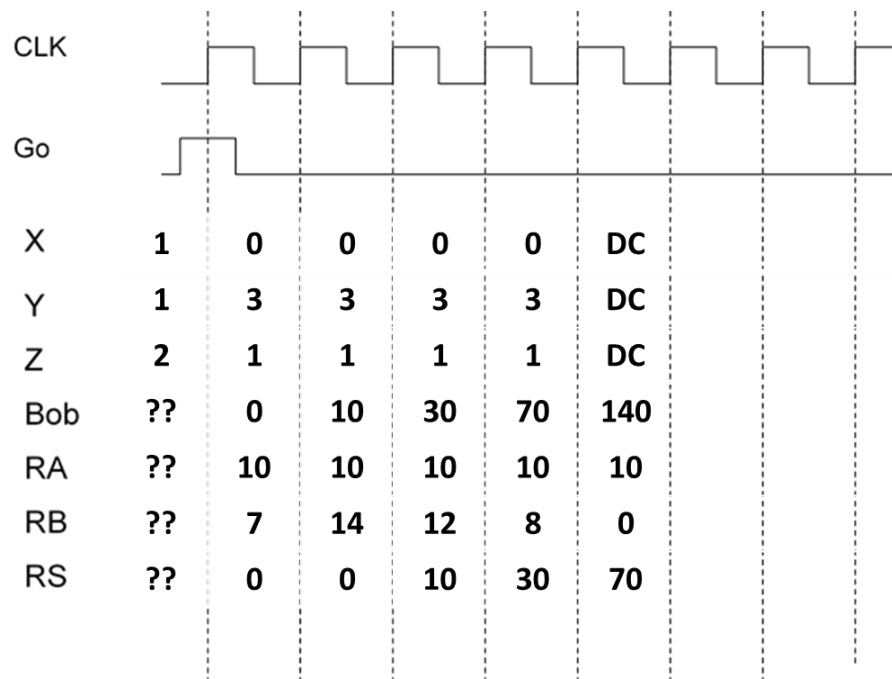 CLK
Go
X 1 0 0 0 0 DC
Y 1 3 3 3 3 DC
Z 2 1 1 1 1 DC
Bob ?? 0 10 30 70 140
RA ?? 10 10 10 10 10
RB ?? 7 14 12 8 0
RS ?? 0 0 10 30 70